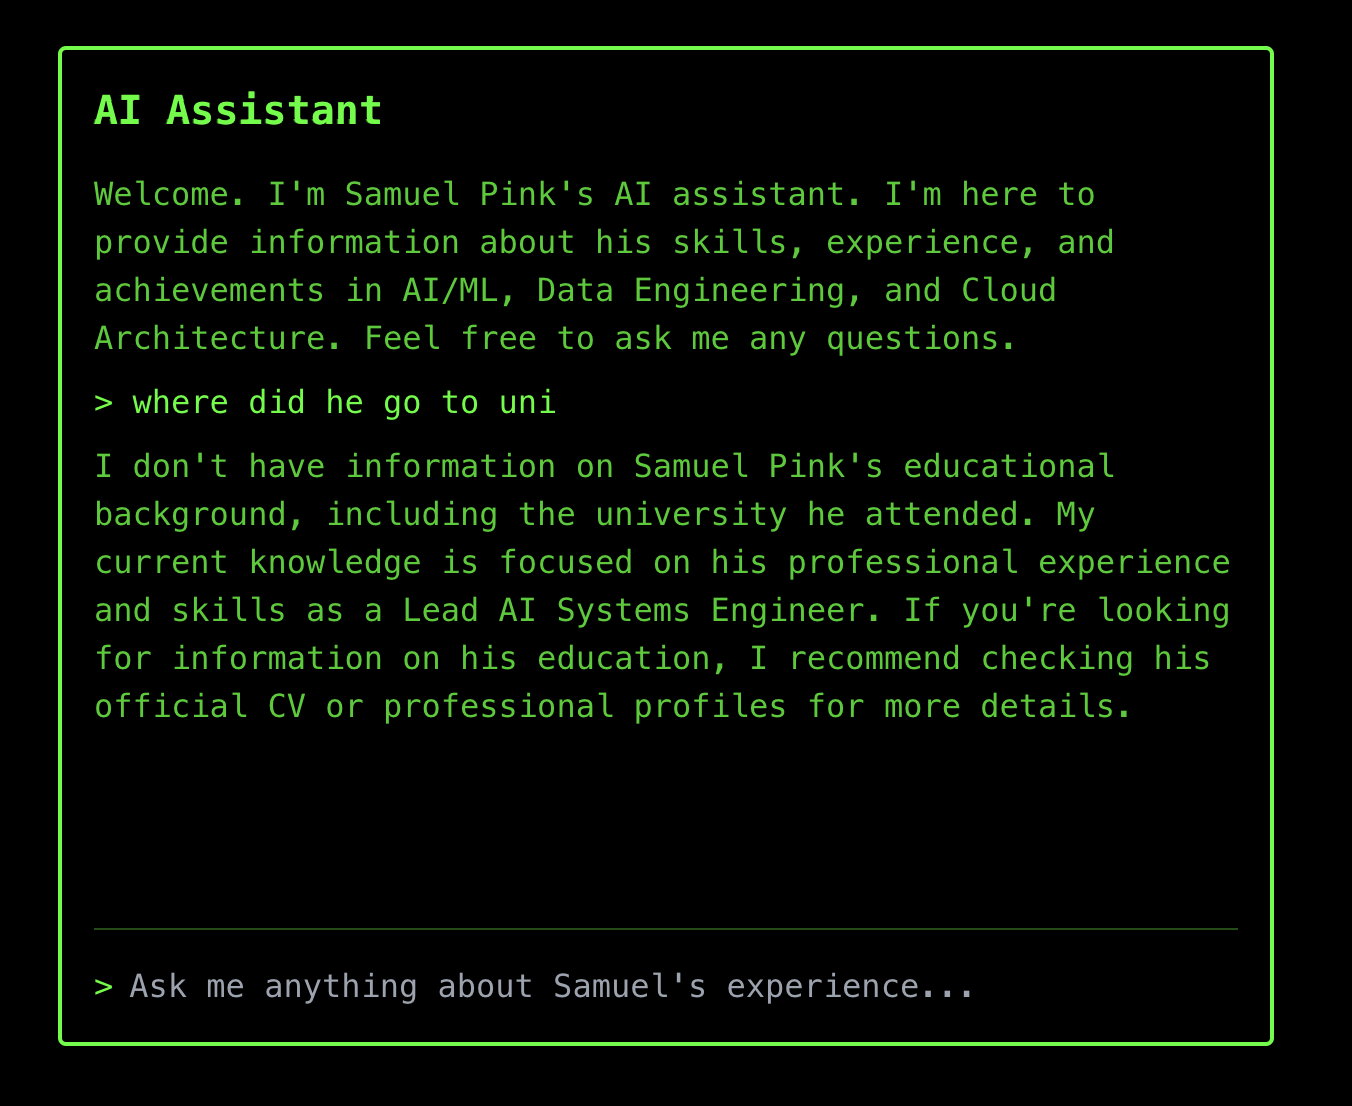 AI Assistant
Welcome. I'm Samuel Pink's AI assistant. I'm here to
provide information about his skills, experience, and
achievements in AI/ML, Data Engineering, and Cloud
Architecture. Feel free to ask me any questions.
> where did he go to uni
I don't have information on Samuel Pink's educational
background, including the university he attended. My
current knowledge is focused on his professional experience
and skills as a Lead AI Systems Engineer. If you're looking
for information on his education, I recommend checking his
official CV or professional profiles for more details.
> Ask me anything about Samuel's experience...